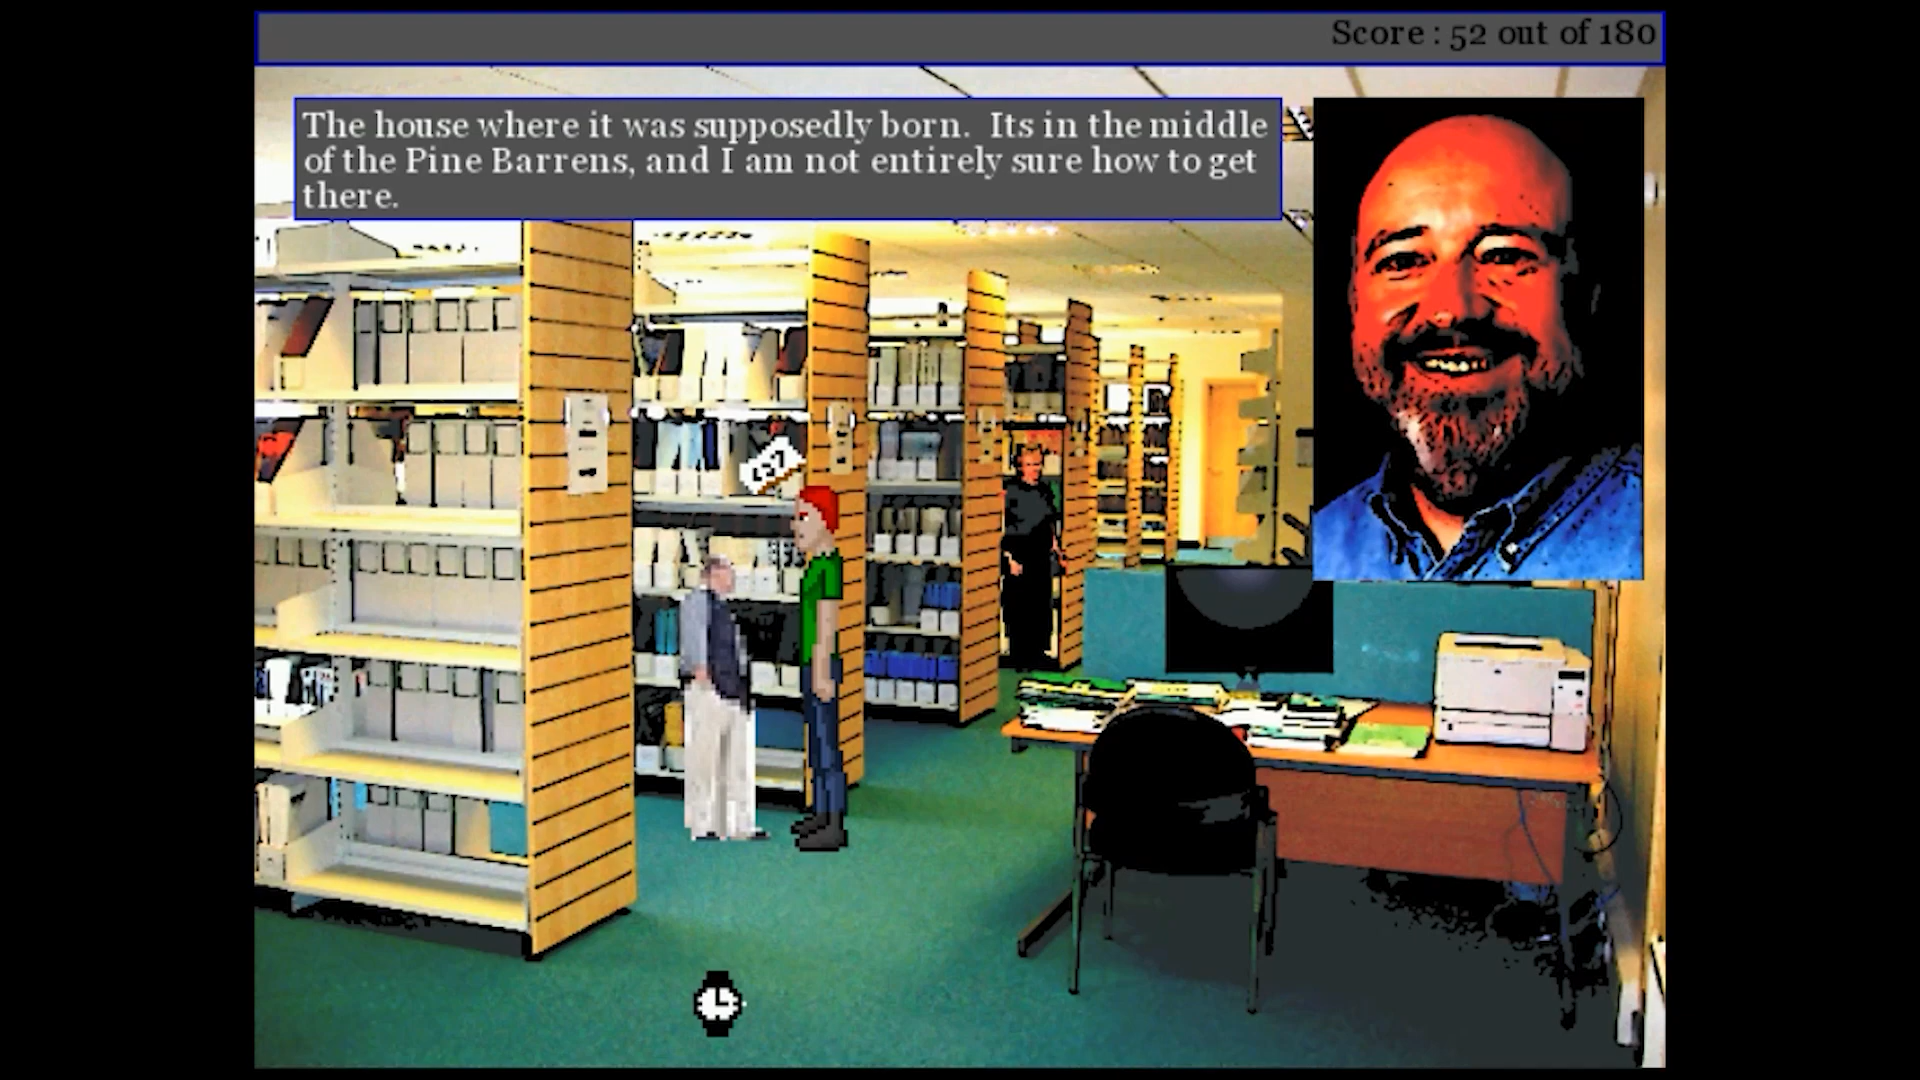 Score : 52 out of 180
The house where it was supposedly born.  Its in the middle
of the Pine Barrens, and I am not entirely sure how to get
there.